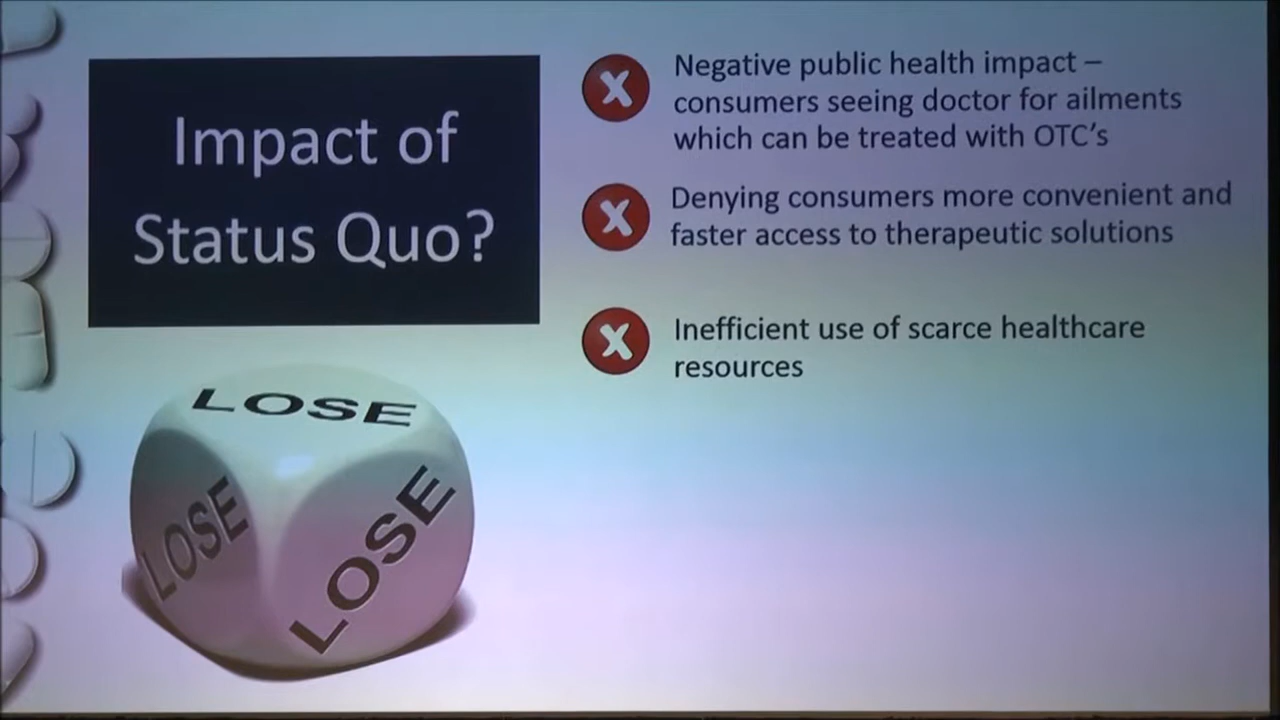 Impact of
Status Quo?
Negative public health impact –
consumers seeing doctor for ailments
which can be treated with OTC's
Denying consumers more convenient and
faster access to therapeutic solutions
Inefficient use of scarce healthcare
resources
LOSE
LOSE
LOSE